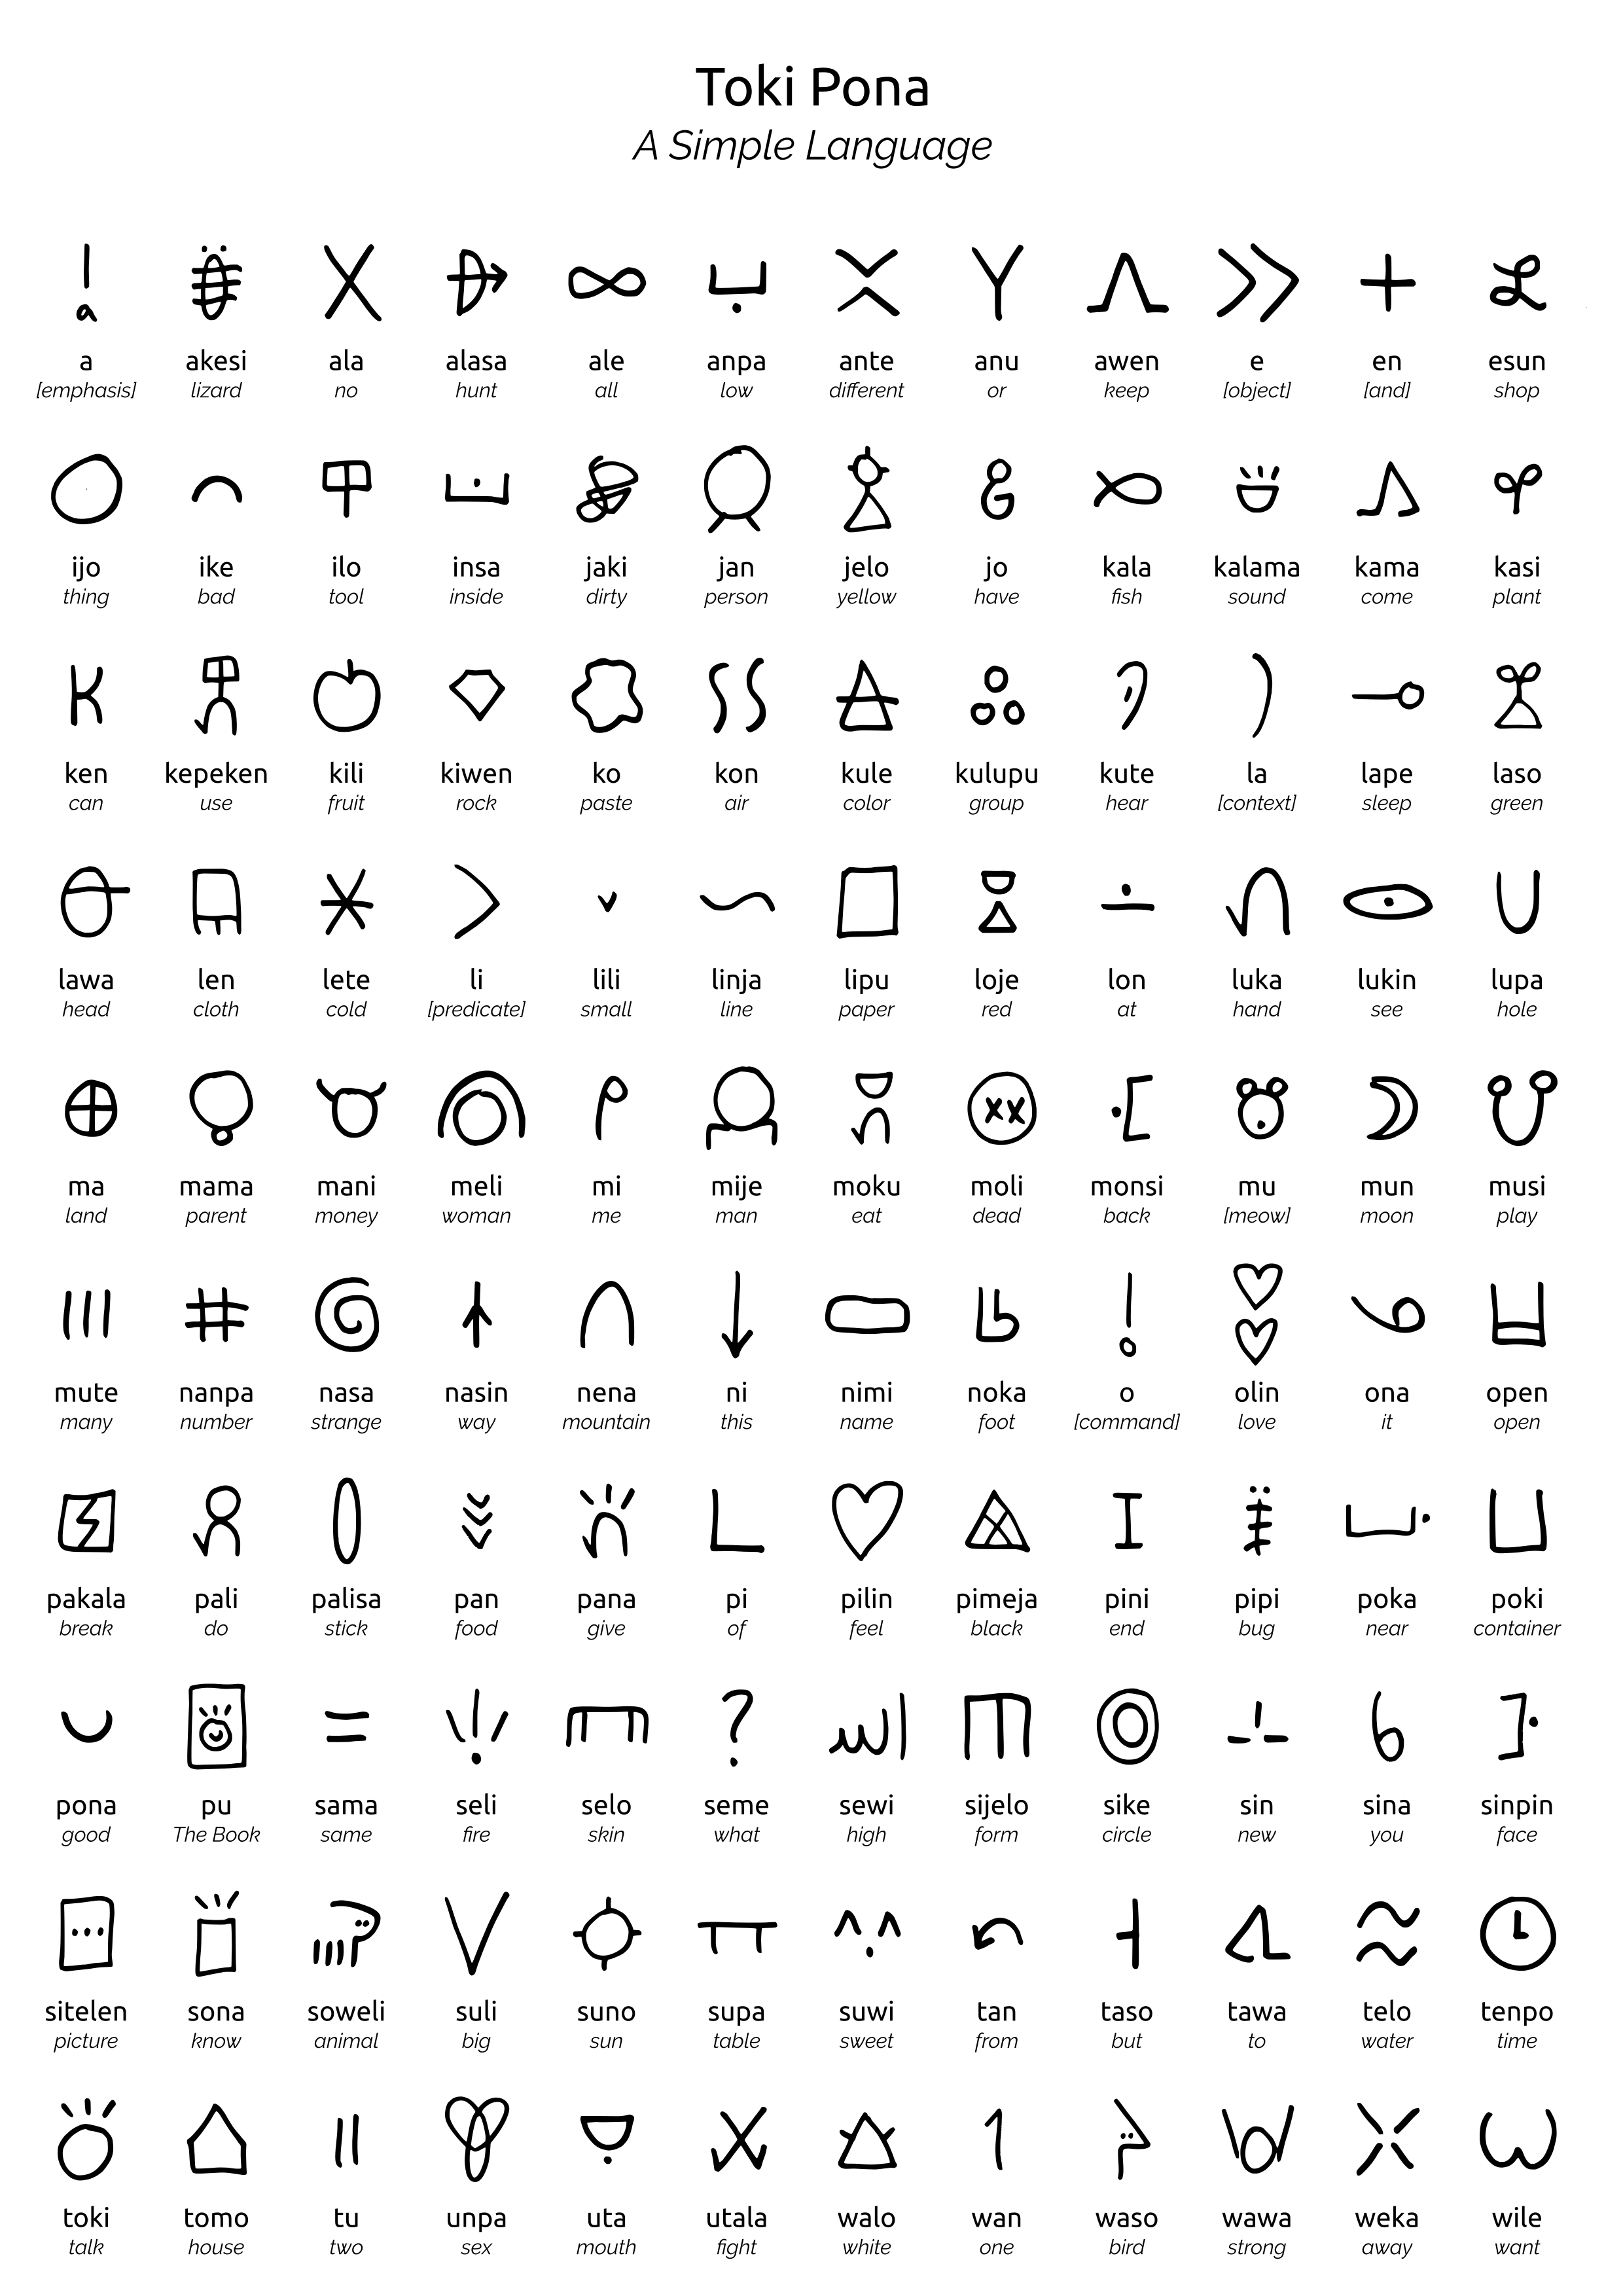 Toki Pona
A Simple Language
a akesi ala alasa ale anpa ante anu awen e en esun
[emphasis] lizard no hunt all low different or keep [object] [and] shop
ijo ike ilo insa jaki jan jelo jo kala kalama kama kasi
thing bad tool inside dirty person yellow have fish sound come plant
ken kepeken kili kiwen ko kon kule kulupu kute la lape laso
can use fruit rock paste air color group hear [context] sleep green
lawa len lete li lili linja lipu loje lon luka lukin lupa
head cloth cold [predicate] small line paper red at hand see hole
ma mama mani meli mi mije moku moli monsi mu mun musi
land parent money woman me man eat dead back [meow] moon play
mute nanpa nasa nasin nena ni nimi noka o olin ona open
many number strange way mountain this name foot [command] love it open
pakala pali palisa pan pana pi pilin pimeja pini pipi poka poki
break do stick food give of feel black end bug near container
pona pu sama seli selo seme sewi sijelo sike sin sina sinpin
good The Book same fire skin what high form circle new you face
sitelen sona soweli suli suno supa suwi tan taso tawa telo tenpo
picture know animal big sun table sweet from but to water time
toki tomo tu unpa uta utala walo wan waso wawa weka wile
talk house two sex mouth fight white one bird strong away want